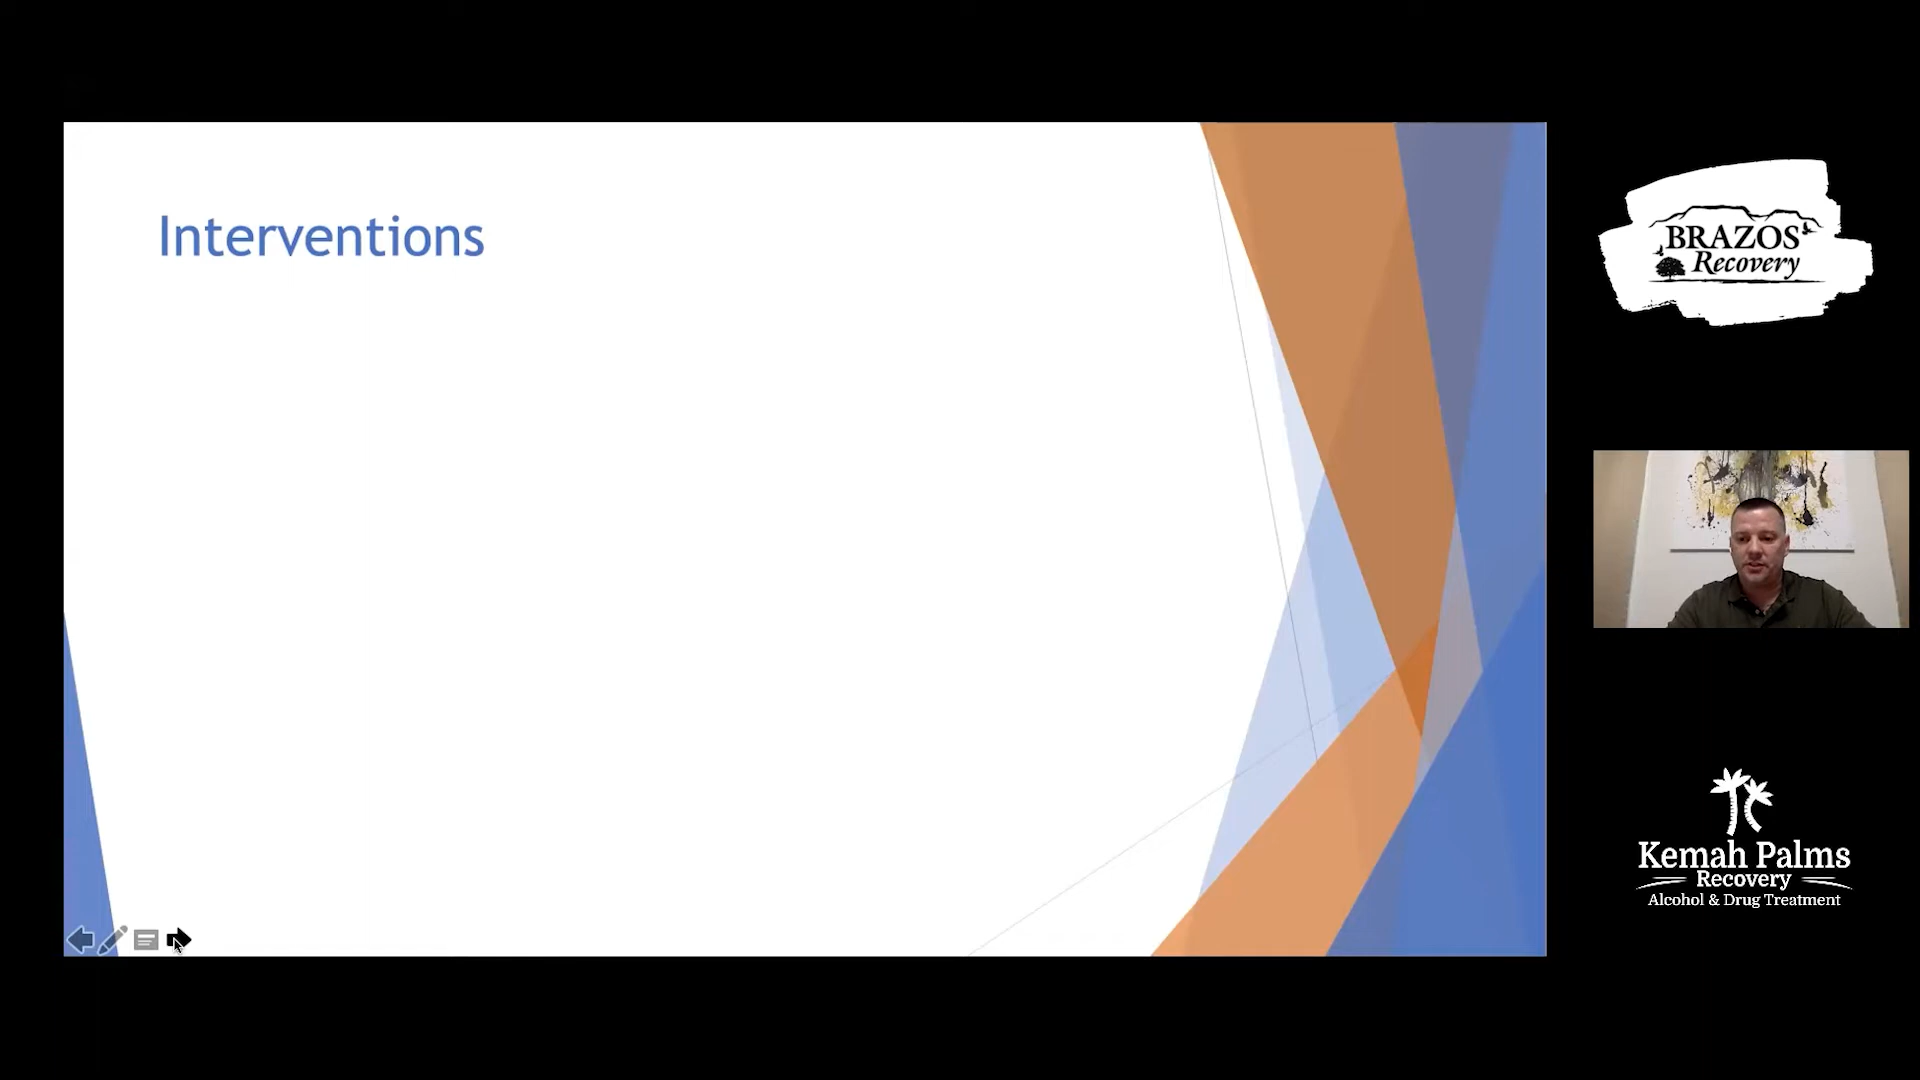 Interventions
BRAZOS
Recovery
Kemah Palms
Recovery
Alcohol & Drug Treatment